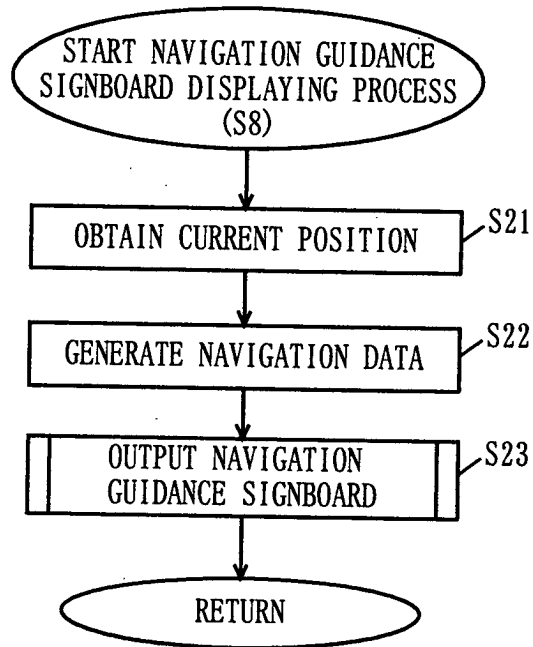 START NAVIGATION GUIDANCE
SIGNBOARD DISPLAYING PROCESS
(S8)
OBTAIN CURRENT POSITION
S21
GENERATE NAVIGATION DATA
S22
OUTPUT NAVIGATION
GUIDANCE SIGNBOARD
S23
RETURN